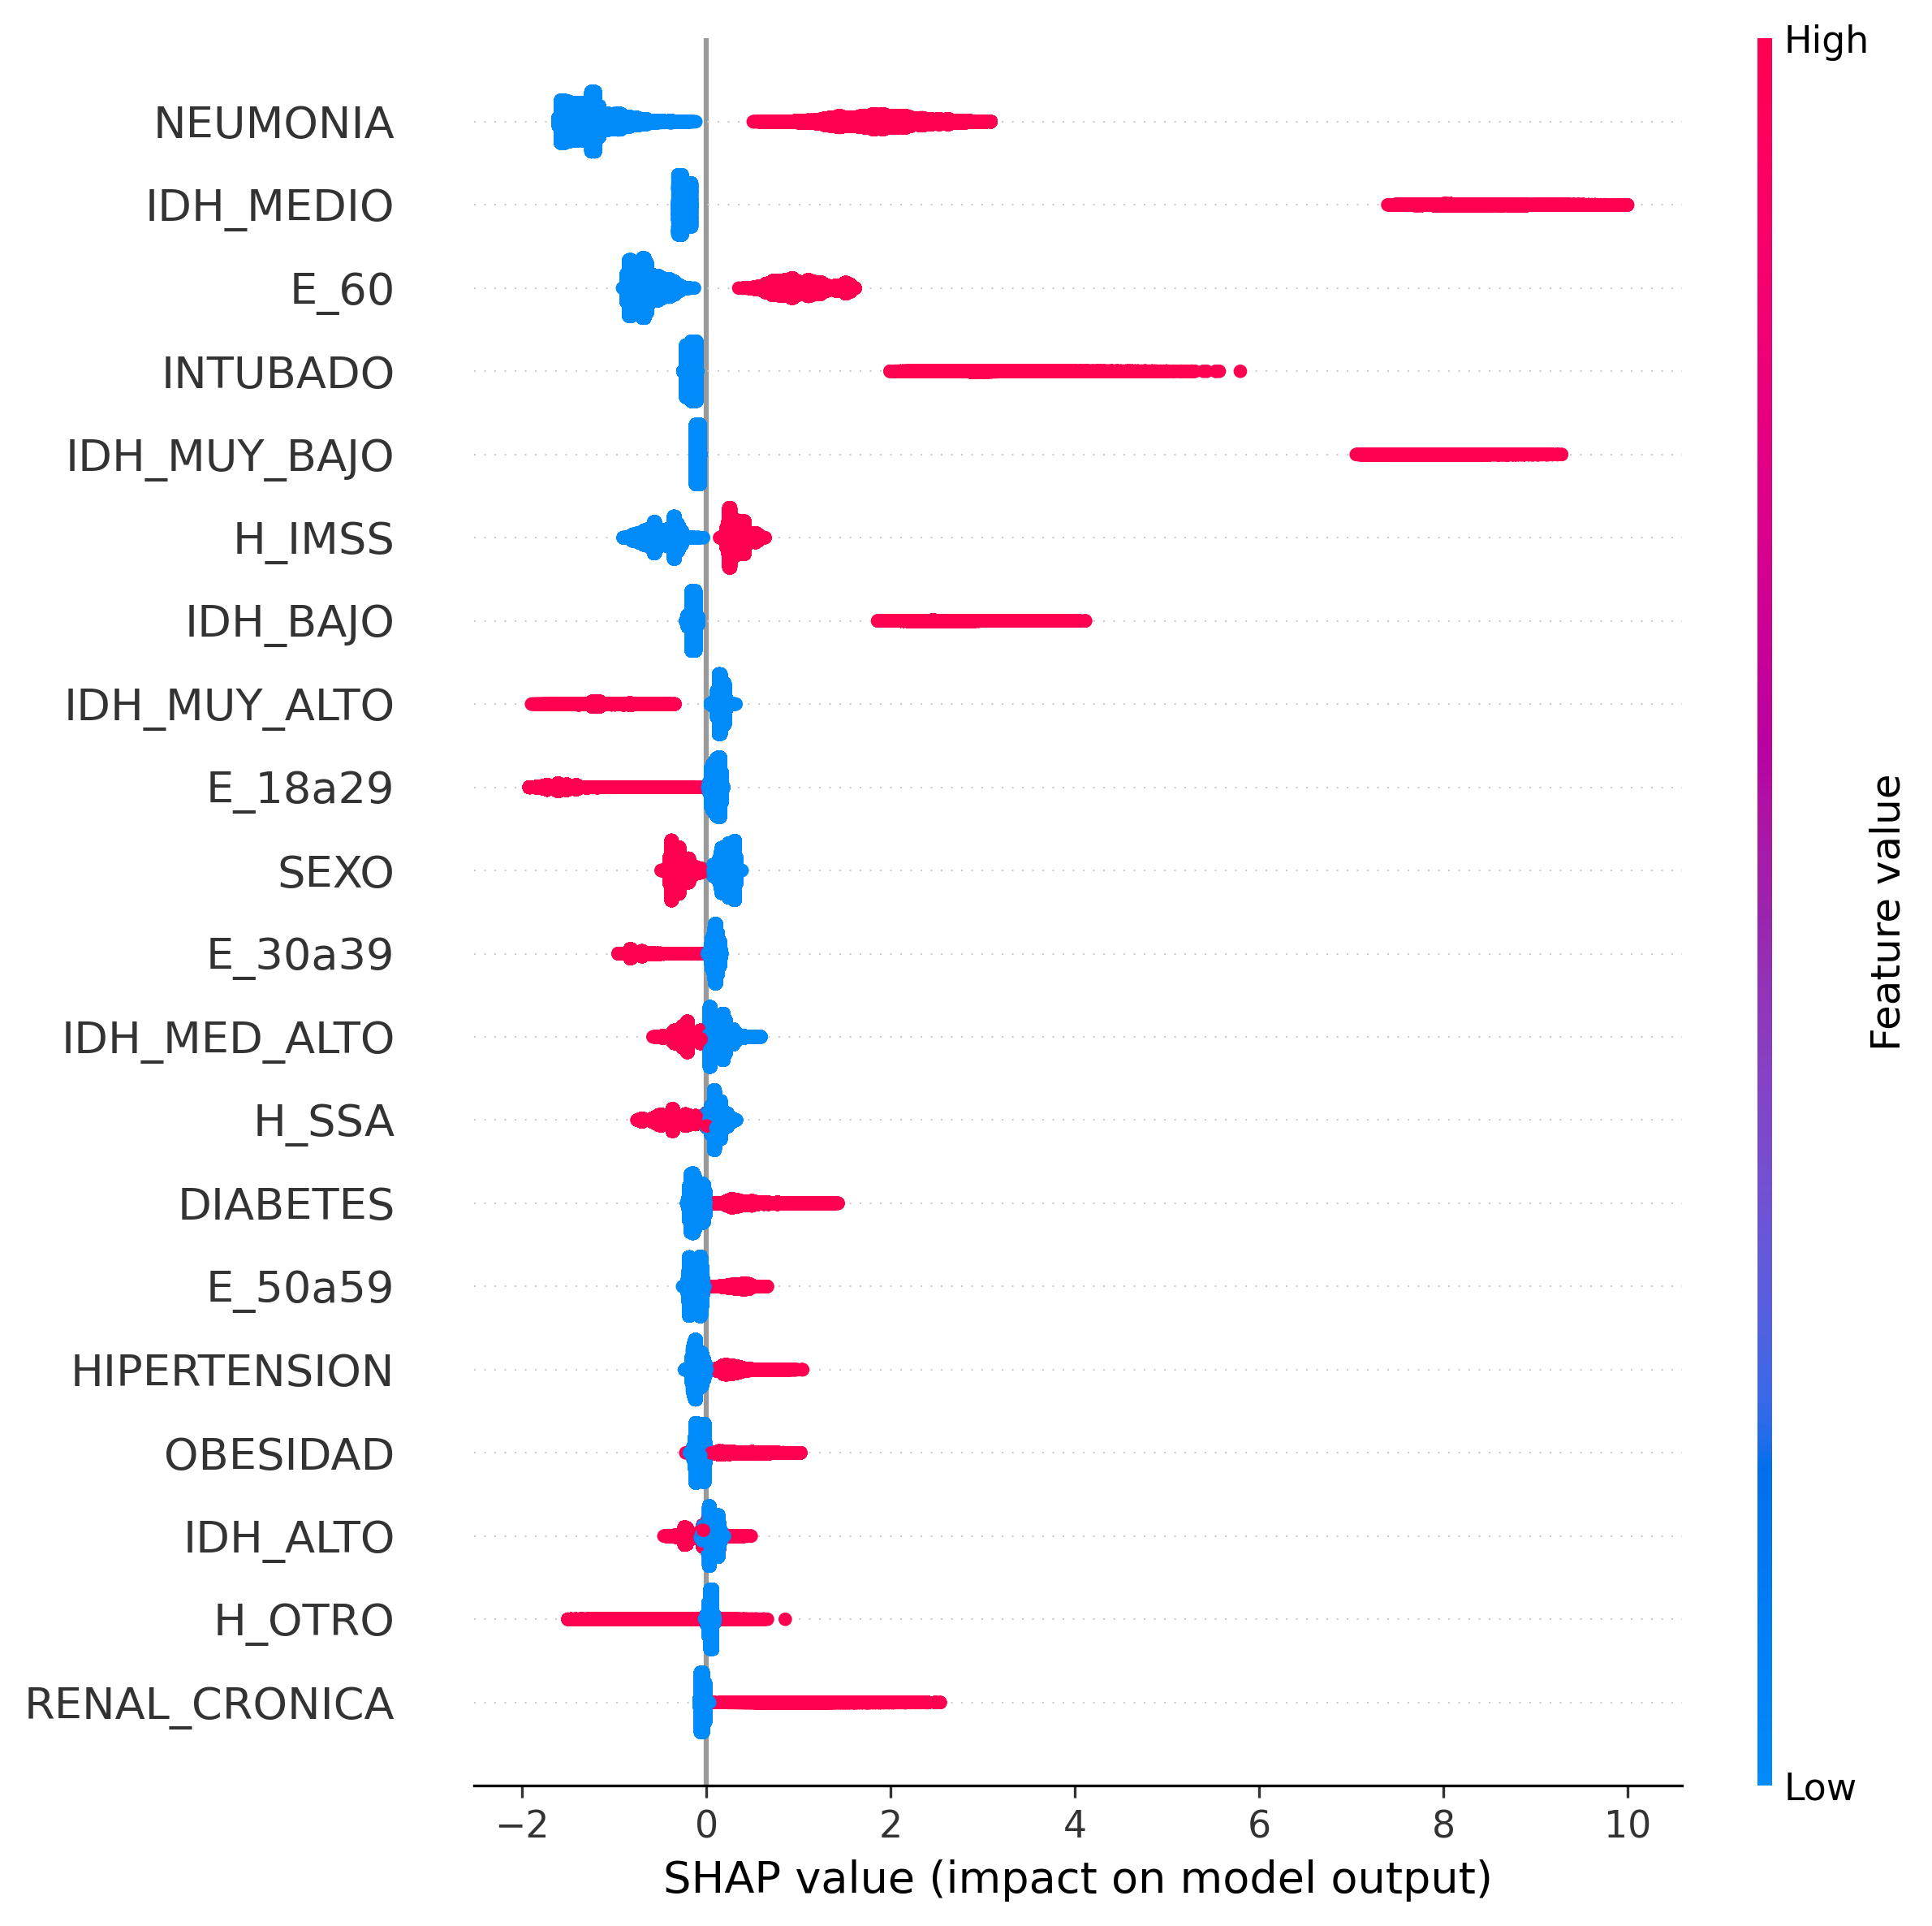 High
NEUMONIA
IDH_MEDIO
E_60
INTUBADO
IDH_MUY_BAJO
H_IMSS
IDH_BAJO
IDH_MUY_ALTO
E_18a29
SEXO
E_30a39
IDH_MED_ALTO
H_SSA
DIABETES
E_50a59
HIPERTENSION
OBESIDAD
IDH_ALTO
H_OTRO
RENAL_CRONICA
Feature value
Low
−2 0 2 4 6 8 10
SHAP value (impact on model output)